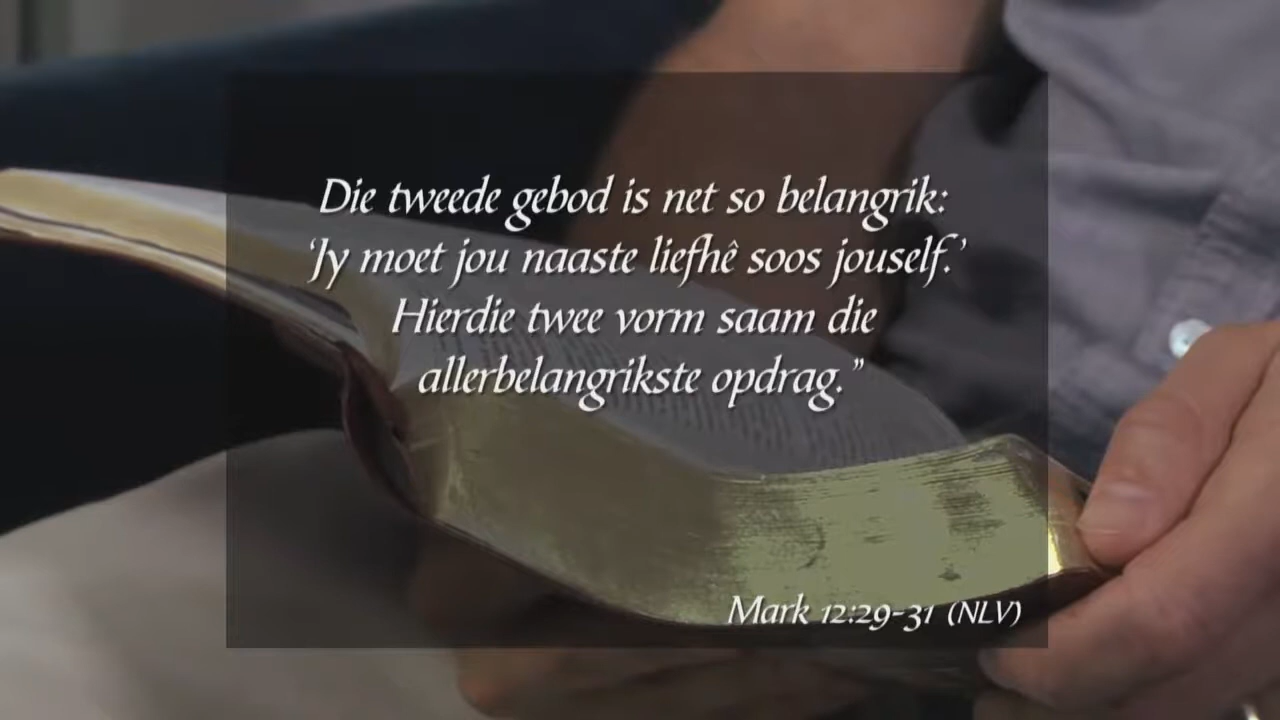 Die tweede gebod is net so belangrik:
‘Jy moet jou naaste liefhê soos jouself.’
Hierdie twee vorm saam die
allerbelangrikste opdrag.”
Mark 12:29-31 (NLV)